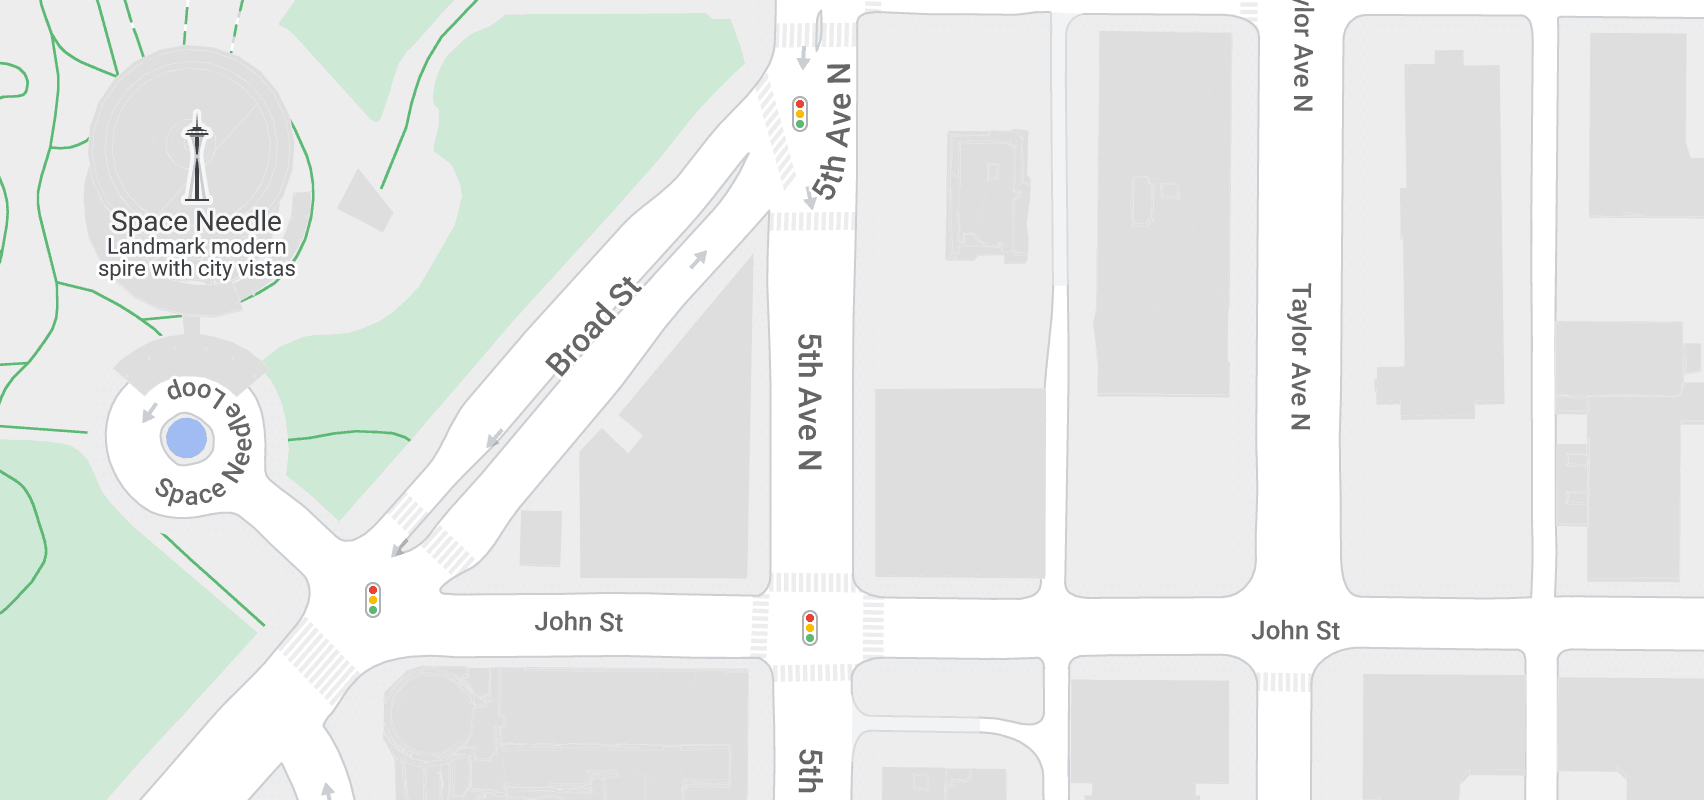 ylor Ave N
5th Ave N
Space Needle
Landmark modern
spire with city vistas
Broad St
Taylor Ave N
5th Ave N
Space Needle Loop
John St
John St
5th